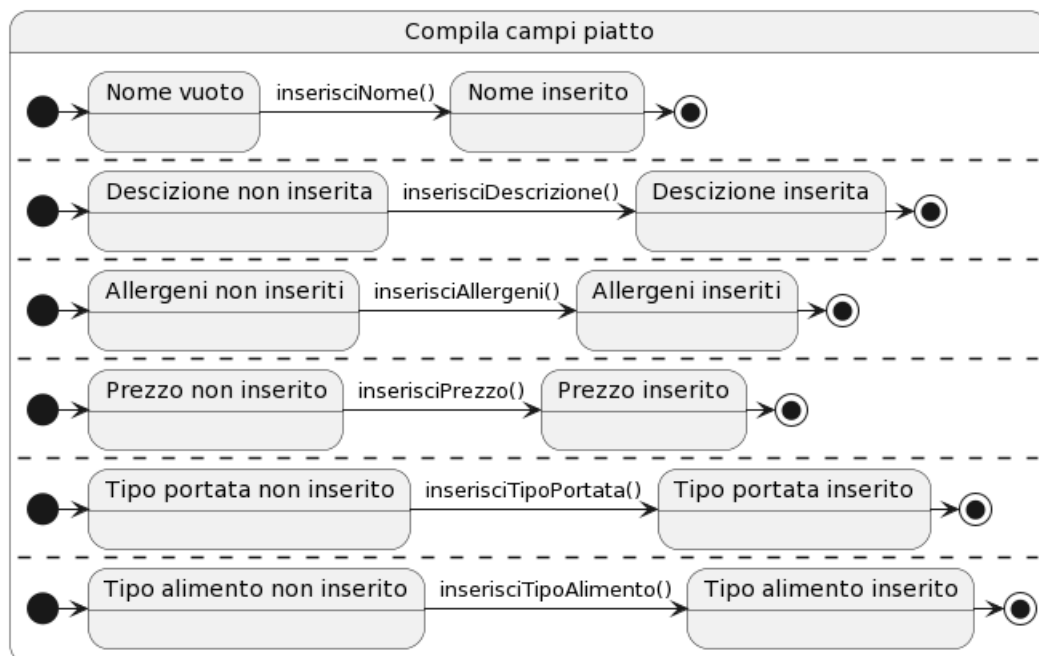 Compila campi piatto
Nome vuoto inserisciNome() Nome inserito
Descizione non inserita inserisciDescrizione() Descizione inserita
Allergeni non inseriti inserisciAllergeni() Allergeni inseriti
Prezzo non inserito inserisciPrezzo() Prezzo inserito
Tipo portata non inserito inserisciTipoPortata() Tipo portata inserito
Tipo alimento non inserito inserisciTipoAlimento() Tipo alimento inserito